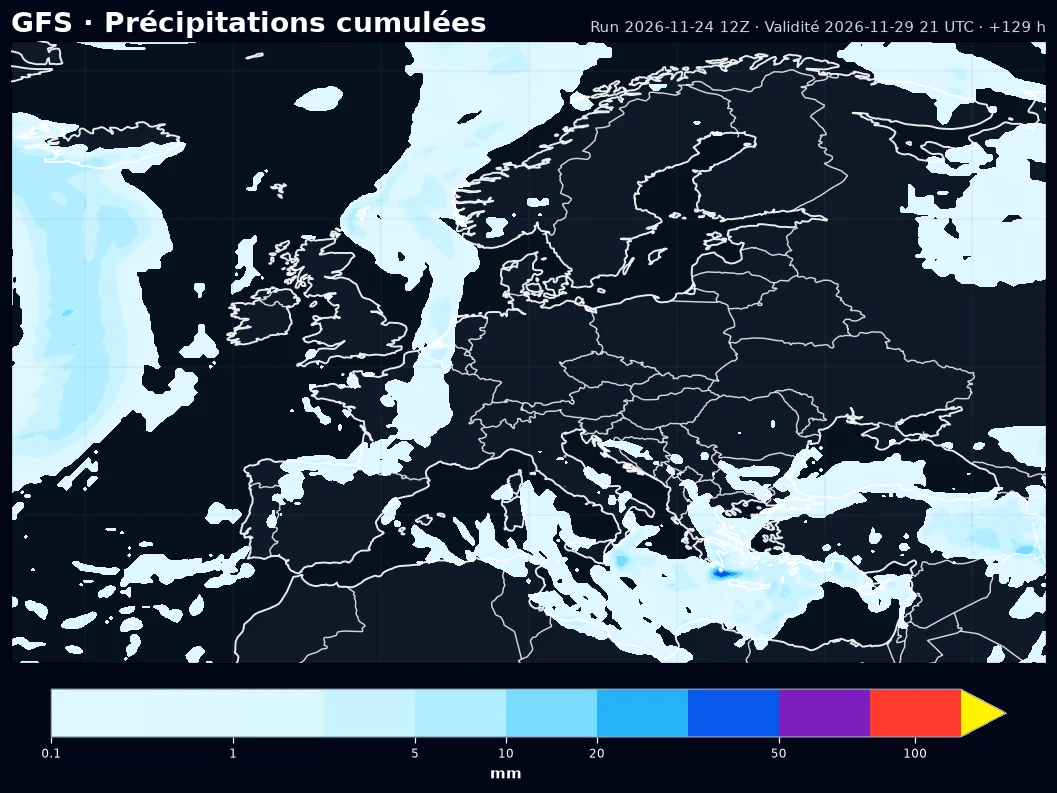 GFS · Précipitations cumulées
Run 2026-11-24 12Z · Validité 2026-11-29 21 UTC · +129 h
0.1 1 5 10 20 50 100
mm